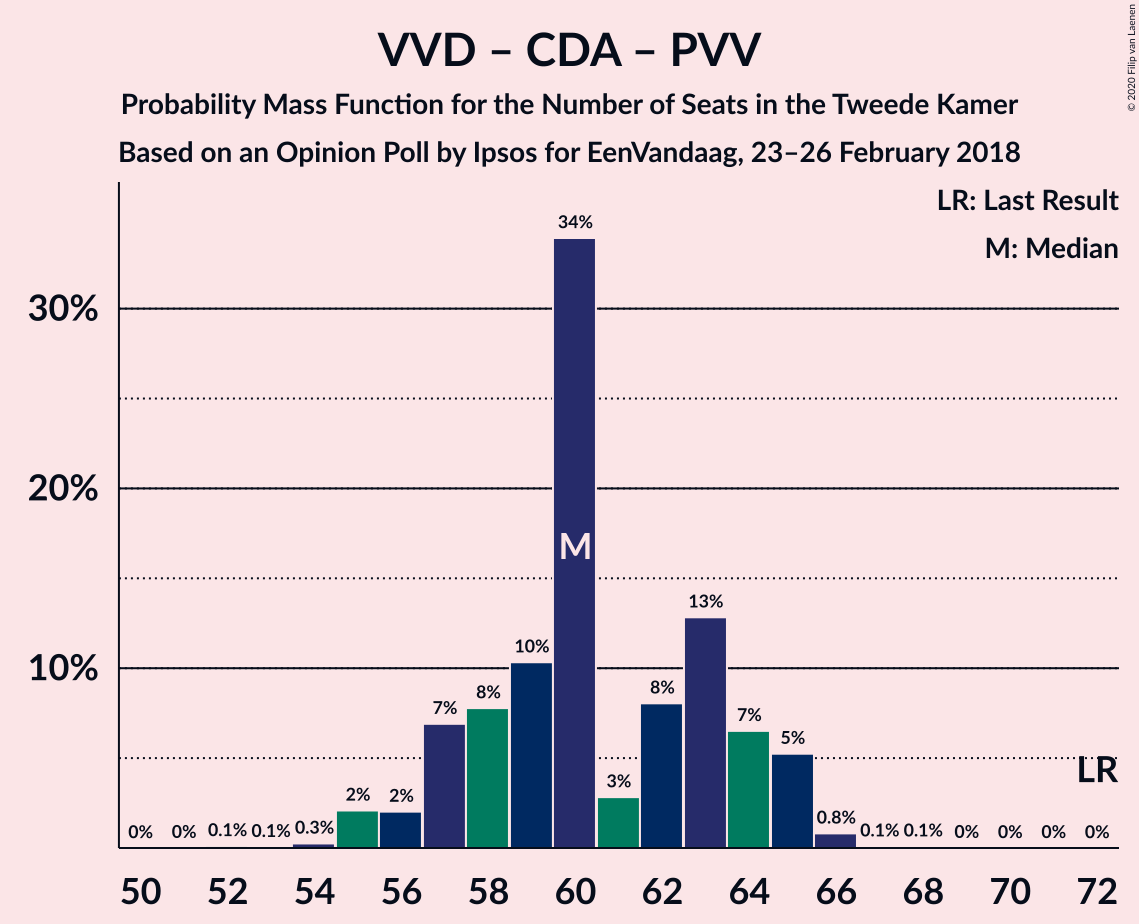 VVD – CDA – PVV
Probability Mass Function for the Number of Seats in the Tweede Kamer
Based on an Opinion Poll by Ipsos for EenVandaag, 23–26 February 2018
© 2020 Filip van Laenen
LR: Last Result
M: Median
30%
20%
10%
0% 0% 0.1% 0.1% 0.3% 2% 2% 7% 8% 10% 34% 3% 8% 13% 7% 5% 0.8% 0.1% 0.1% 0% 0% 0% 0%
M
LR
50 52 54 56 58 60 62 64 66 68 70 72